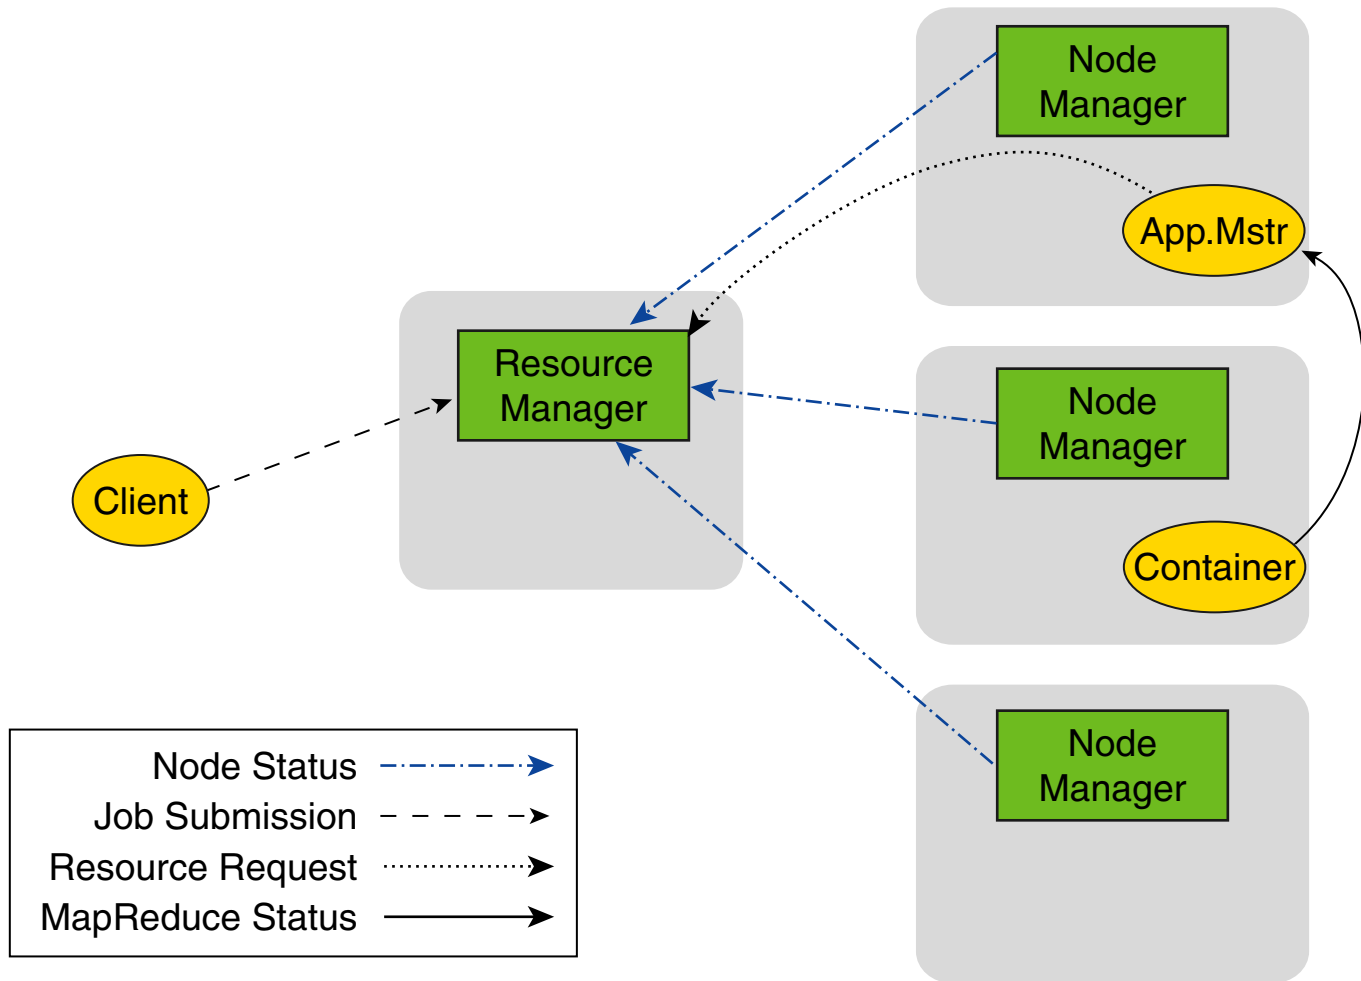 Node
Manager
App.Mstr
Resource
Manager
Node
Manager
Client
Container
Node
Manager
Node Status
Job Submission
Resource Request
MapReduce Status